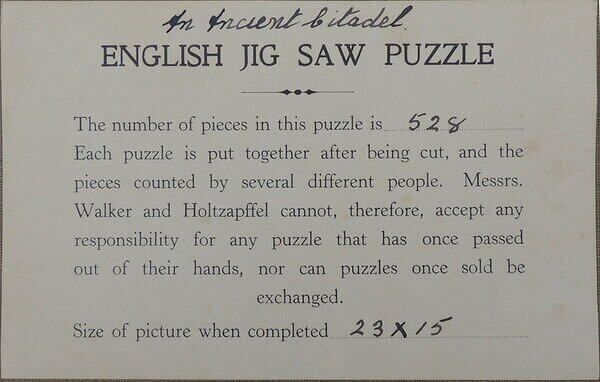 An Ancient Citadel.
ENGLISH JIG SAW PUZZLE
The number of pieces in this puzzle is 528
Each puzzle is put together after being cut, and the
pieces counted by several different people. Messrs.
Walker and Holtzapffel cannot, therefore, accept any
responsibility for any puzzle that has once passed
out of their hands, nor can puzzles once sold be
exchanged.
Size of picture when completed 23 X 15